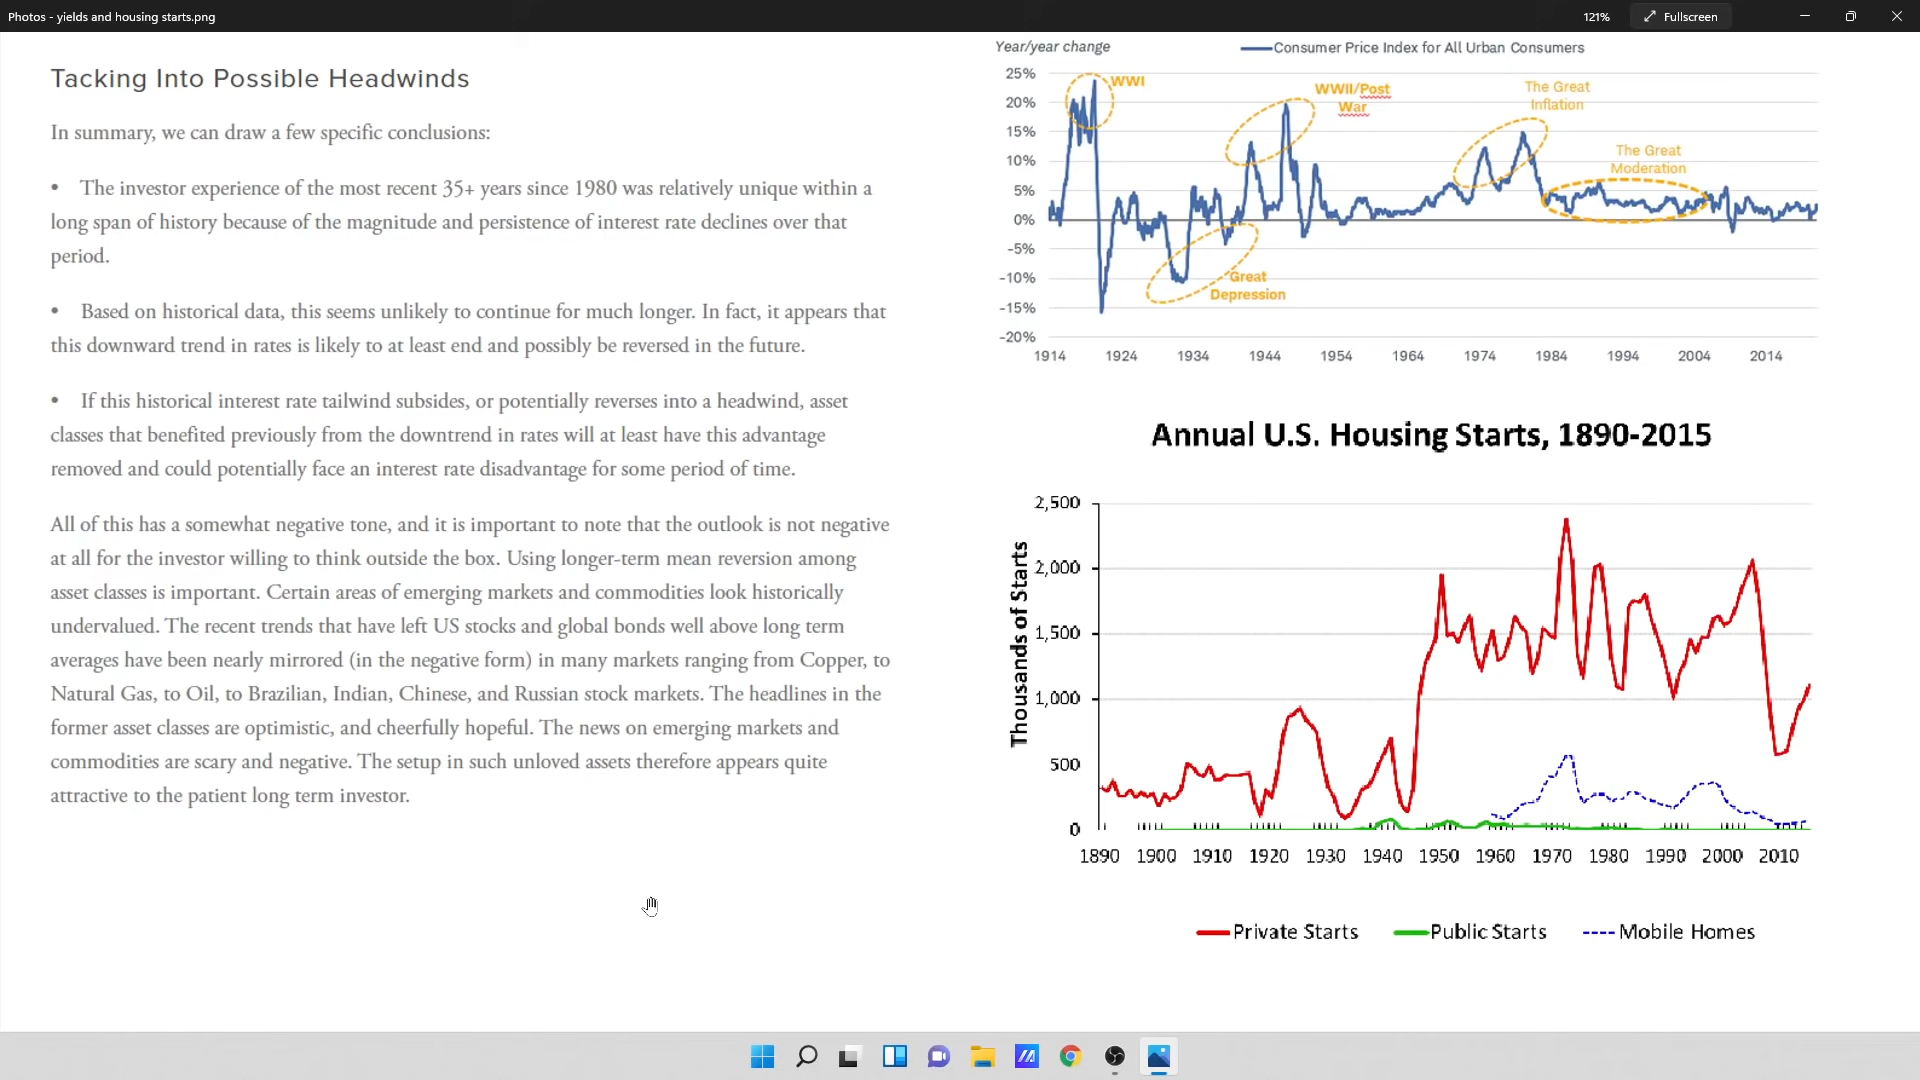 Photos - yields and housing starts.png
121%
Fullscreen
Tacking Into Possible Headwinds
In summary, we can draw a few specific conclusions:
• The investor experience of the most recent 35+ years since 1980 was relatively unique within a
long span of history because of the magnitude and persistence of interest rate declines over that
period.
• Based on historical data, this seems unlikely to continue for much longer. In fact, it appears that
this downward trend in rates is likely to at least end and possibly be reversed in the future.
• If this historical interest rate tailwind subsides, or potentially reverses into a headwind, asset
classes that benefited previously from the downtrend in rates will at least have this advantage
removed and could potentially face an interest rate disadvantage for some period of time.
All of this has a somewhat negative tone, and it is important to note that the outlook is not negative
at all for the investor willing to think outside the box. Using longer-term mean reversion among
asset classes is important. Certain areas of emerging markets and commodities look historically
undervalued. The recent trends that have left US stocks and global bonds well above long term
averages have been nearly mirrored (in the negative form) in many markets ranging from Copper, to
Natural Gas, to Oil, to Brazilian, Indian, Chinese, and Russian stock markets. The headlines in the
former asset classes are optimistic, and cheerfully hopeful. The news on emerging markets and
commodities are scary and negative. The setup in such unloved assets therefore appears quite
attractive to the patient long term investor.
Year/year change
Consumer Price Index for All Urban Consumers
25%
20%
15%
10%
5%
0%
-5%
-10%
-15%
-20%
WWI
WWII/Post
War
The Great
Inflation
The Great
Moderation
Great
Depression
1914 1924 1934 1944 1954 1964 1974 1984 1994 2004 2014
Annual U.S. Housing Starts, 1890-2015
Thousands of Starts
2,500
2,000
1,500
1,000
500
0
1890 1900 1910 1920 1930 1940 1950 1960 1970 1980 1990 2000 2010
Private Starts Public Starts Mobile Homes